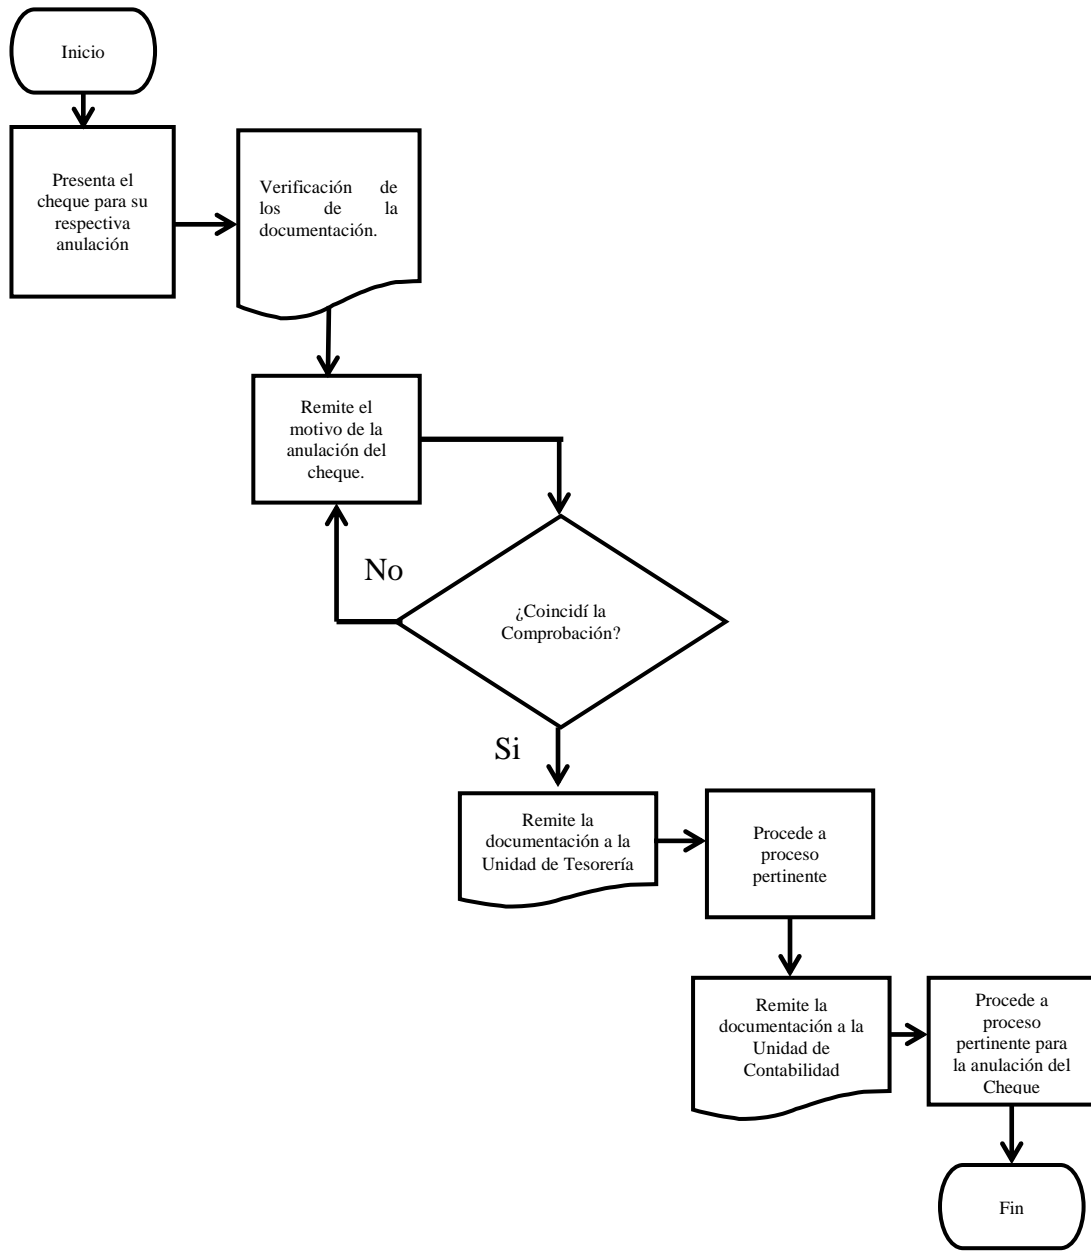 Inicio
Presenta el
cheque para su
respectiva
anulación
Verificación de
los de la
documentación.
Remite el
motivo de la
anulación del
cheque.
No
¿Coincidí la
Comprobación?
Si
Remite la
documentación a la
Unidad de Tesorería
Procede a
proceso
pertinente
Remite la
documentación a la
Unidad de
Contabilidad
Procede a
proceso
pertinente para
la anulación del
Cheque
Fin